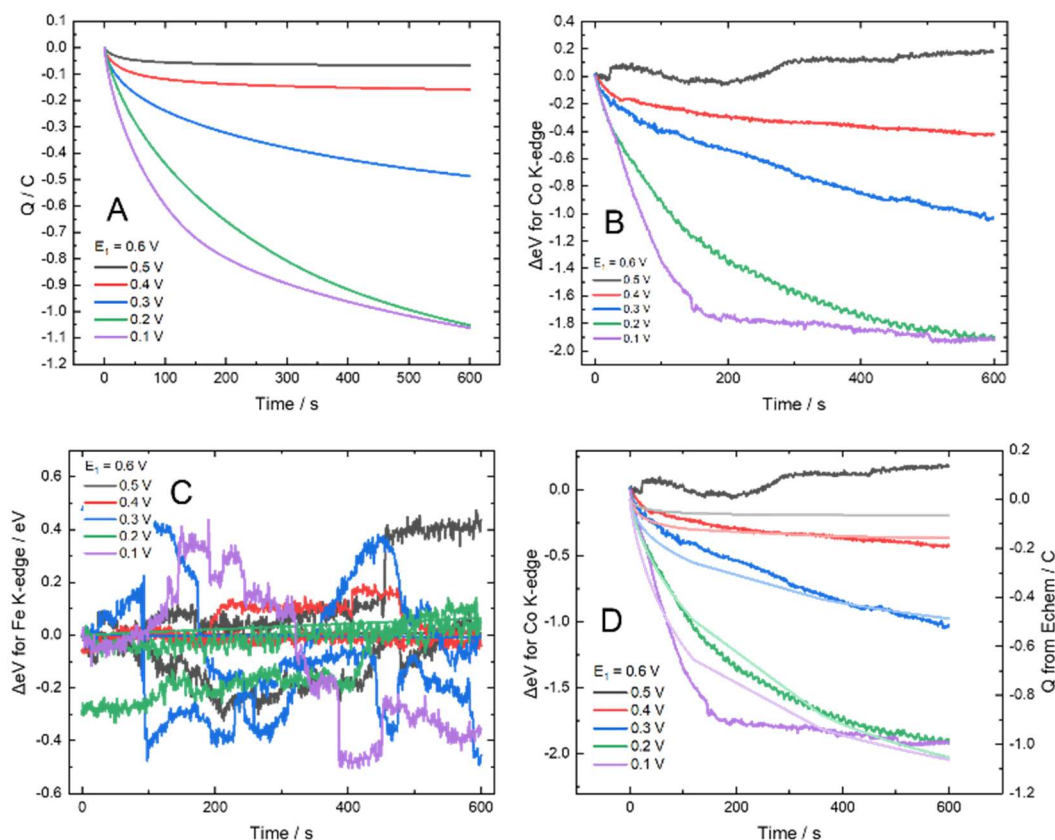 0.1
0.0
-0.1
-0.2
-0.3
-0.4
-0.5
-0.6
-0.7
-0.8
-0.9
-1.0
-1.1
-1.2
Q / C
A
E₁ = 0.6 V
0.5 V
0.4 V
0.3 V
0.2 V
0.1 V
0 100 200 300 400 500 600
Time / s
0.4
0.2
0.0
-0.2
-0.4
-0.6
-0.8
-1.0
-1.2
-1.4
-1.6
-1.8
-2.0
ΔeV for Co K-edge
B
E₁ = 0.6 V
0.5 V
0.4 V
0.3 V
0.2 V
0.1 V
0 200 400 600
Time / s
0.6
0.4
0.2
0.0
-0.2
-0.4
-0.6
ΔeV for Fe K-edge / eV
C
E₁ = 0.6 V
0.5 V
0.4 V
0.3 V
0.2 V
0.1 V
0 200 400 600
Time / s
0.0
-0.5
-1.0
-1.5
-2.0
ΔeV for Co K-edge
D
E₁ = 0.6 V
0.5 V
0.4 V
0.3 V
0.2 V
0.1 V
0 200 400 600
Time / s
0.2
0.0
-0.2
-0.4
-0.6
-0.8
-1.0
-1.2
Q from Echem / C